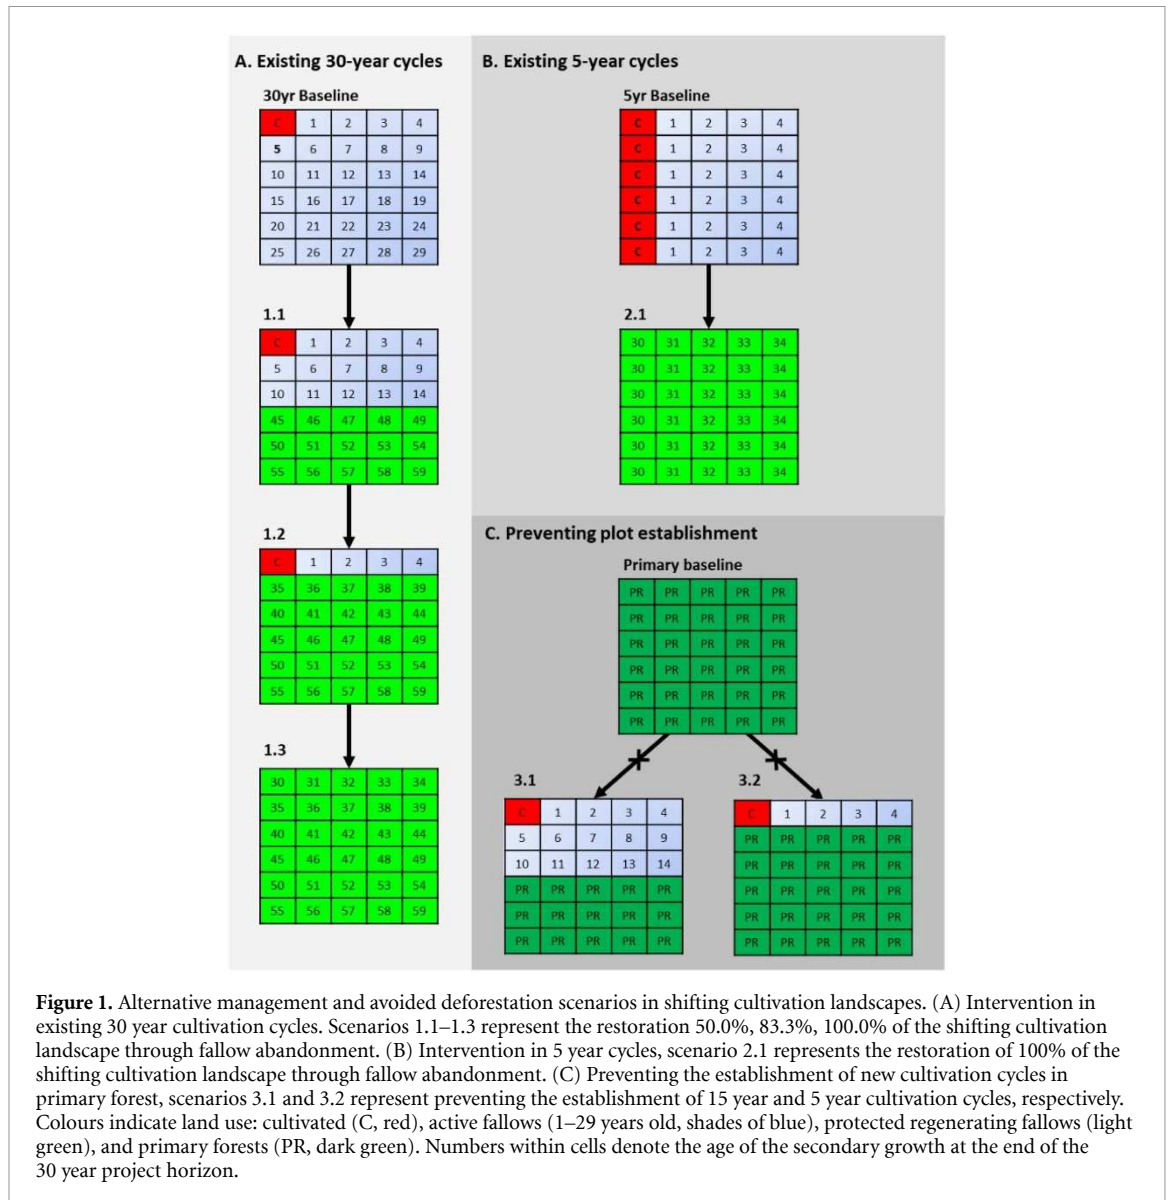 A. Existing 30-year cycles
30yr Baseline
C 1 2 3 4
5 6 7 8 9
10 11 12 13 14
15 16 17 18 19
20 21 22 23 24
25 26 27 28 29
1.1
C 1 2 3 4
5 6 7 8 9
10 11 12 13 14
45 46 47 48 49
50 51 52 53 54
55 56 57 58 59
1.2
C 1 2 3 4
35 36 37 38 39
40 41 42 43 44
45 46 47 48 49
50 51 52 53 54
55 56 57 58 59
1.3
30 31 32 33 34
35 36 37 38 39
40 41 42 43 44
45 46 47 48 49
50 51 52 53 54
55 56 57 58 59
B. Existing 5-year cycles
5yr Baseline
C 1 2 3 4
C 1 2 3 4
C 1 2 3 4
C 1 2 3 4
C 1 2 3 4
C 1 2 3 4
2.1
30 31 32 33 34
30 31 32 33 34
30 31 32 33 34
30 31 32 33 34
30 31 32 33 34
30 31 32 33 34
C. Preventing plot establishment
Primary baseline
PR PR PR PR PR
PR PR PR PR PR
PR PR PR PR PR
PR PR PR PR PR
PR PR PR PR PR
PR PR PR PR PR
3.1
C 1 2 3 4
5 6 7 8 9
10 11 12 13 14
PR PR PR PR PR
PR PR PR PR PR
PR PR PR PR PR
3.2
C 1 2 3 4
PR PR PR PR PR
PR PR PR PR PR
PR PR PR PR PR
PR PR PR PR PR
PR PR PR PR PR
Figure 1. Alternative management and avoided deforestation scenarios in shifting cultivation landscapes. (A) Intervention in
existing 30 year cultivation cycles. Scenarios 1.1–1.3 represent the restoration 50.0%, 83.3%, 100.0% of the shifting cultivation
landscape through fallow abandonment. (B) Intervention in 5 year cycles, scenario 2.1 represents the restoration of 100% of the
shifting cultivation landscape through fallow abandonment. (C) Preventing the establishment of new cultivation cycles in
primary forest, scenarios 3.1 and 3.2 represent preventing the establishment of 15 year and 5 year cultivation cycles, respectively.
Colours indicate land use: cultivated (C, red), active fallows (1–29 years old, shades of blue), protected regenerating fallows (light
green), and primary forests (PR, dark green). Numbers within cells denote the age of the secondary growth at the end of the
30 year project horizon.